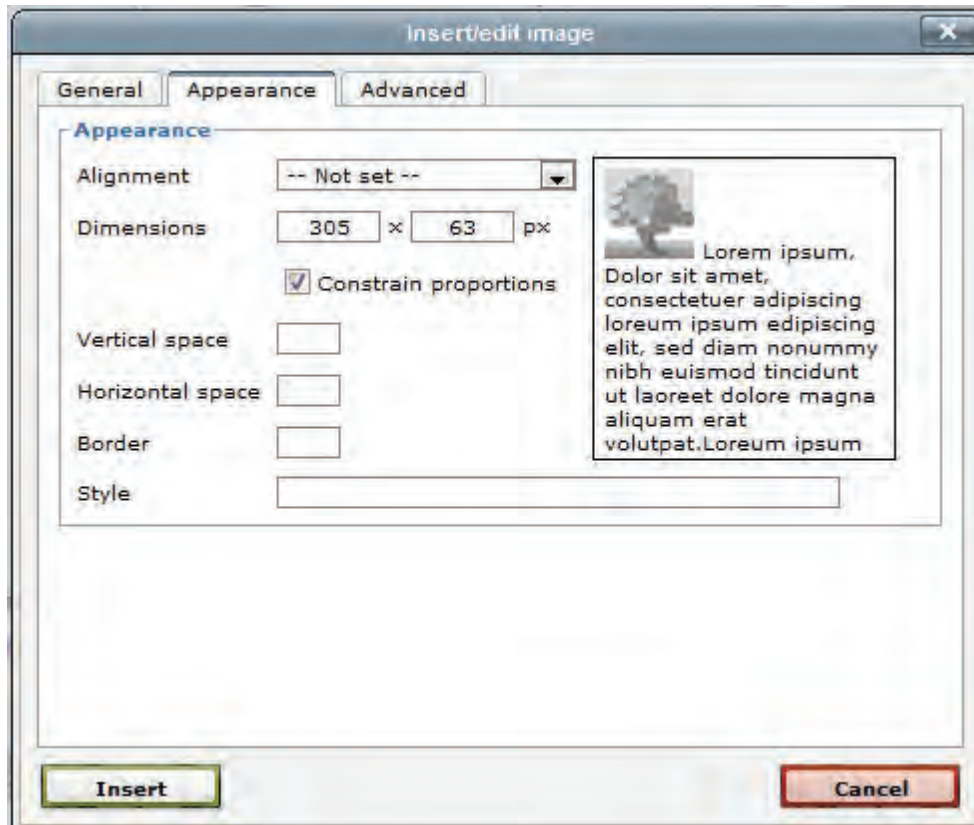 Insert/edit image
General Appearance Advanced
Appearance
Alignment -- Not set --
Dimensions 305 x 63 px
Constrain proportions
Vertical space
Horizontal space
Border
Style
Lorem ipsum,
Dolor sit amet,
consectetuer adipiscing
loreum ipsum edipiscing
elit, sed diam nonummy
nibh euismod tincidunt
ut laoreet dolore magna
aliquam erat
volutpat.Loreum ipsum
Insert Cancel